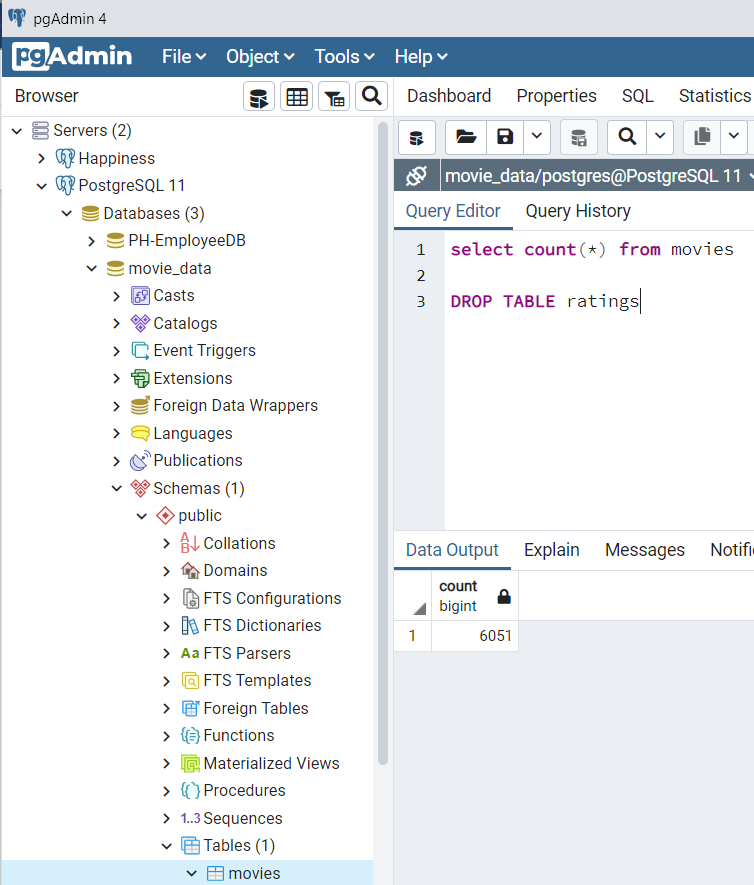 pgAdmin 4
pgAdmin File Object Tools Help
Browser
Dashboard Properties SQL Statistics
Servers (2)
Happiness
PostgreSQL 11
Databases (3)
PH-EmployeeDB
movie_data
Casts
Catalogs
Event Triggers
Extensions
Foreign Data Wrappers
Languages
Publications
Schemas (1)
public
Collations
Domains
FTS Configurations
FTS Dictionaries
Aa FTS Parsers
FTS Templates
Foreign Tables
Functions
Materialized Views
Procedures
1..3 Sequences
Tables (1)
movies
movie_data/postgres@PostgreSQL 11
Query Editor Query History
1 select count(*) from movies
2
3 DROP TABLE ratings
Data Output Explain Messages Notifi
count
bigint
1 6051